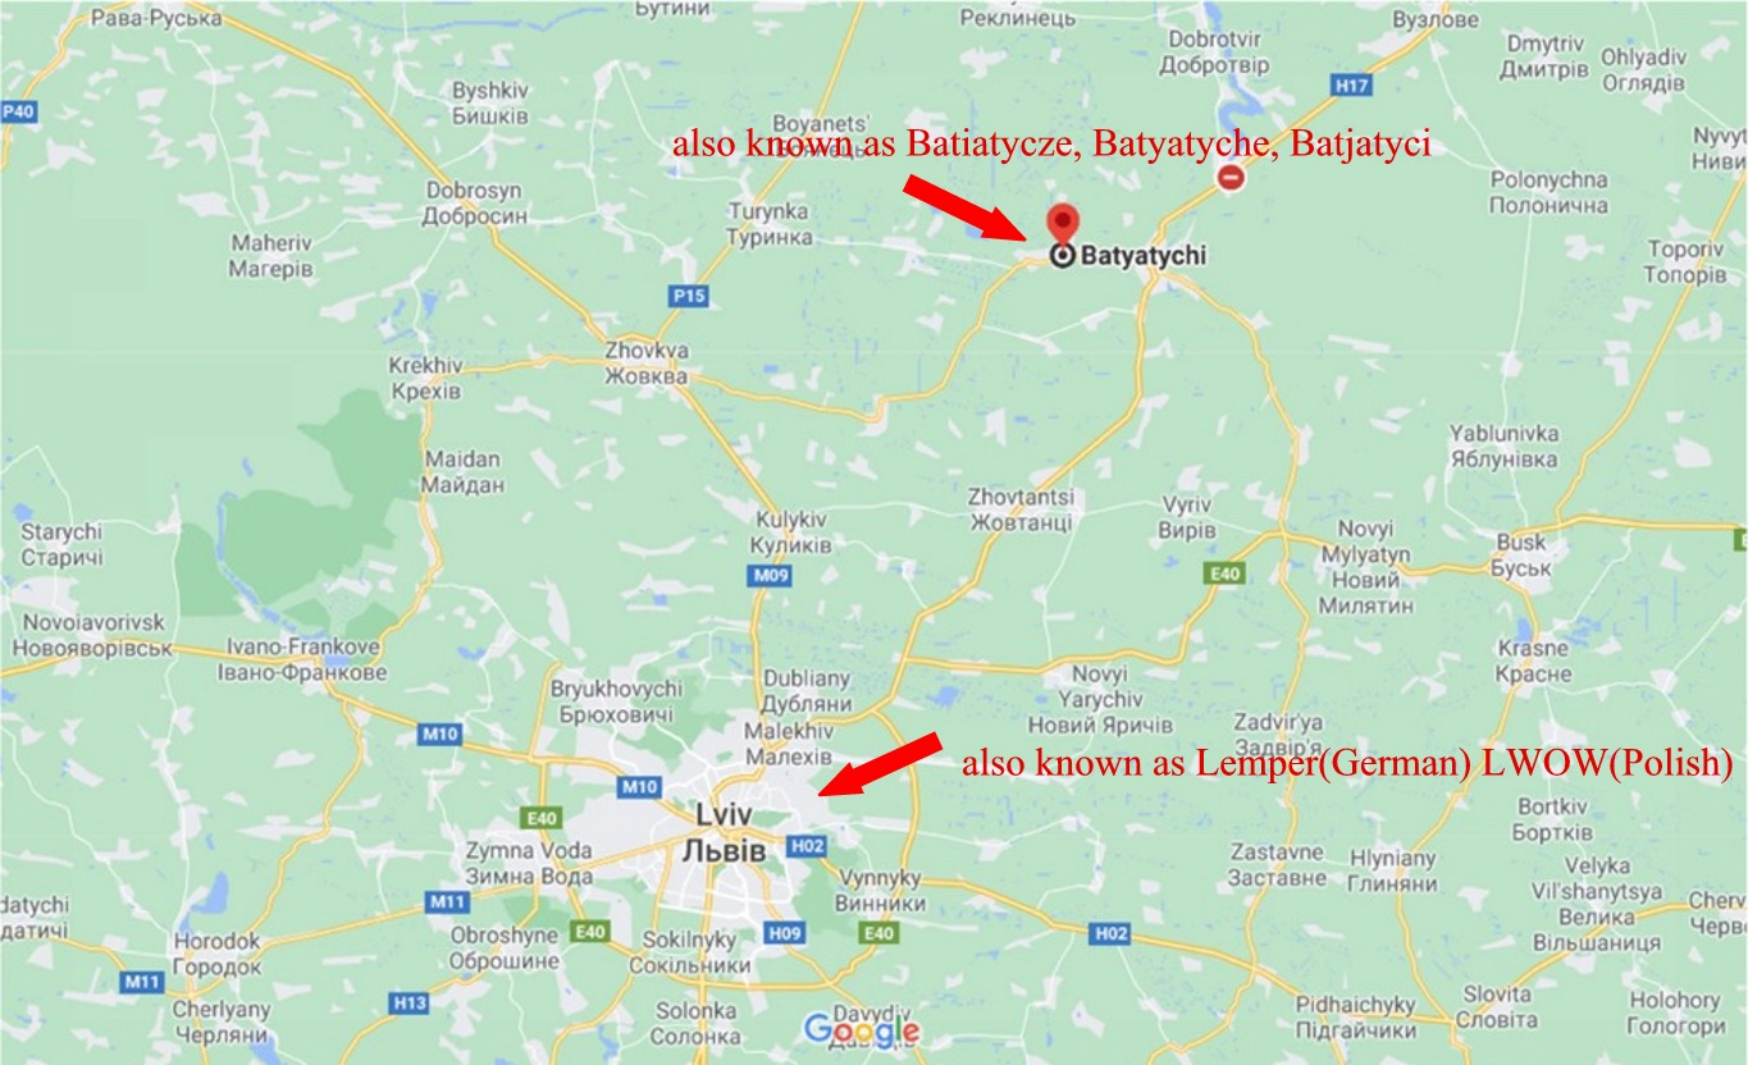 Рава-Руська
Бутини
Реклинець
Вузлове
Dobrotvir
Добротвір
Dmytriv
Дмитрів
Ohlyadiv
Оглядів
H17
P40
Byshkiv
Бишків
Boyanets'
also known as Batiatycze, Batyatyche, Batjatyci
Polonychna
Полонична
Dobrosyn
Добросин
Turynka
Туринка
Maheriv
Магерів
Batyatychi
Toporiv
Топорів
P15
Zhovkva
Жовква
Krekhiv
Крехів
Maidan
Майдан
Yablunivka
Яблунівка
Zhovtantsi
Жовтанці
Vyriv
Вирів
Starychi
Старичі
Kulykiv
Куликів
M09
Novyi
Mylyatyn
Новий
Милятин
Busk
Буськ
E40
Novoiavorivsk
Новояворівськ
Ivano-Frankove
Івано-Франкове
Krasne
Красне
Bryukhovychi
Брюховичі
Dubliany
Дубляни
Novyi
Yarychiv
Новий Яричів
Malekhiv
Малехів
Zadvir'ya
Задвір'я
M10
also known as Lemper(German) LWOW(Polish)
M10
Lviv
Львів
H02
E40
Bortkiv
Бортків
Zymna Voda
Зимна Вода
Zastavne
Заставне
Hlyniany
Глиняни
Vynnyky
Винники
Velyka
Vil'shanytsya
Велика
Вільшаниця
M11
datychi
датичі
Cherv
Черв
Horodok
Городок
Obroshyne
Оброшине
E40
Sokilnyky
Сокільники
H09
E40
H02
M11
H13
Cherlyany
Черляни
Solonka
Солонка
Davydiv
Google
Pidhaichyky
Підгайчики
Slovita
Словіта
Holohory
Гологори